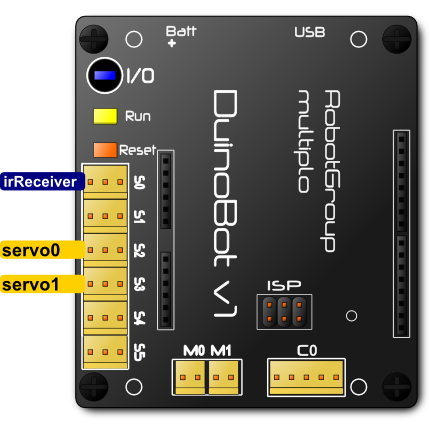 Batt
+
USB
I/O
Run
Reset
irReceiver
S0
S1
servo0
S2
servo1
S3
S4
S5
DuinoBot v1
RobotGroup
multiplo
ISP
M0 M1
C0